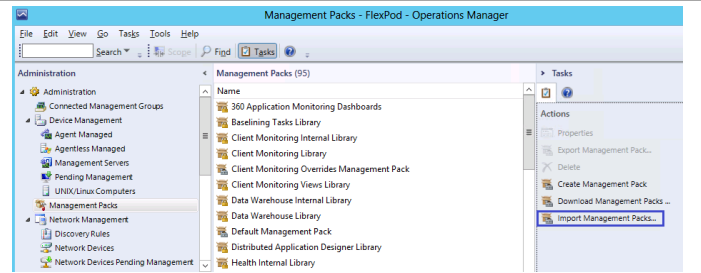 Management Packs - FlexPod - Operations Manager
File Edit View Go Tasks Tools Help
Search Scope Find Tasks
Administration
Administration
Connected Management Groups
Device Management
Agent Managed
Agentless Managed
Management Servers
Pending Management
UNIX/Linux Computers
Management Packs
Network Management
Discovery Rules
Network Devices
Network Devices Pending Management
Management Packs (95)
Name
360 Application Monitoring Dashboards
Baselining Tasks Library
Client Monitoring Internal Library
Client Monitoring Library
Client Monitoring Overrides Management Pack
Client Monitoring Views Library
Data Warehouse Internal Library
Data Warehouse Library
Default Management Pack
Distributed Application Designer Library
Health Internal Library
Tasks
Actions
Properties
Export Management Pack...
Delete
Create Management Pack
Download Management Packs ...
Import Management Packs...